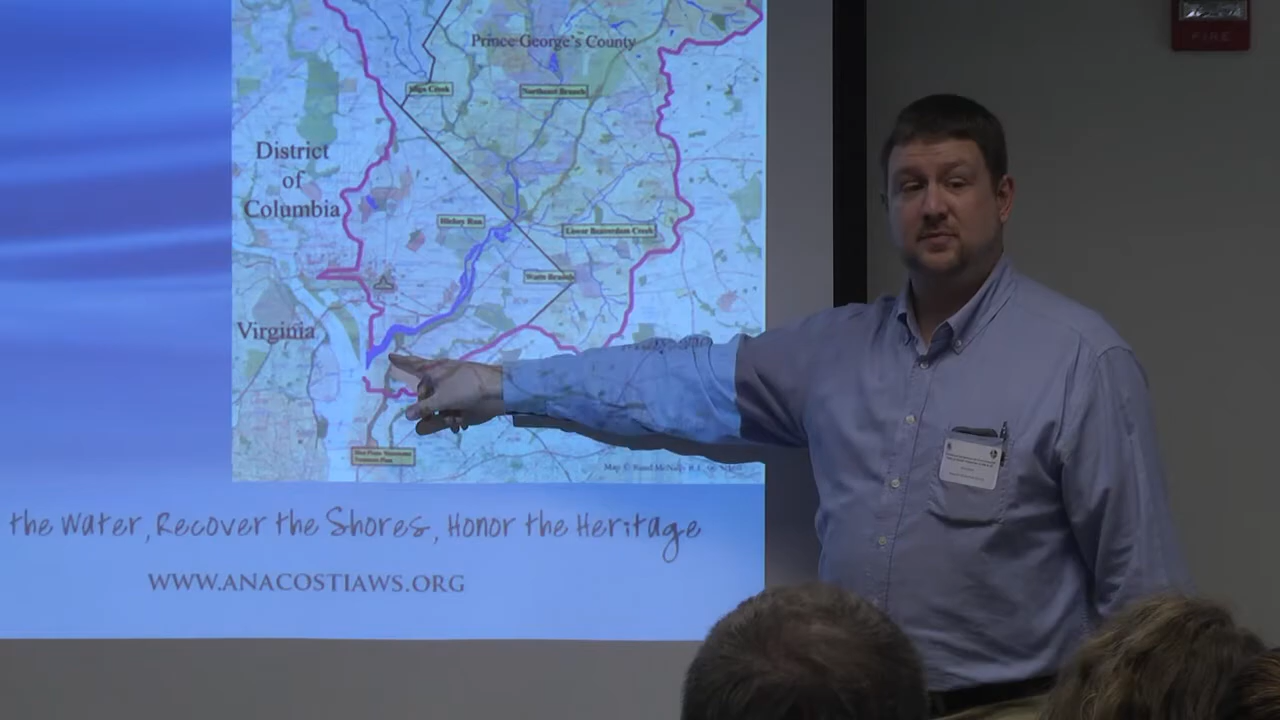 Prince George's County
Sligo Creek
Northeast Branch
District
of
Columbia
Hickey Run
Lower Beaverdam Creek
Watts Branch
Virginia
the Water, Recover the Shores, Honor the Heritage
WWW.ANACOSTIAWS.ORG
FIRE